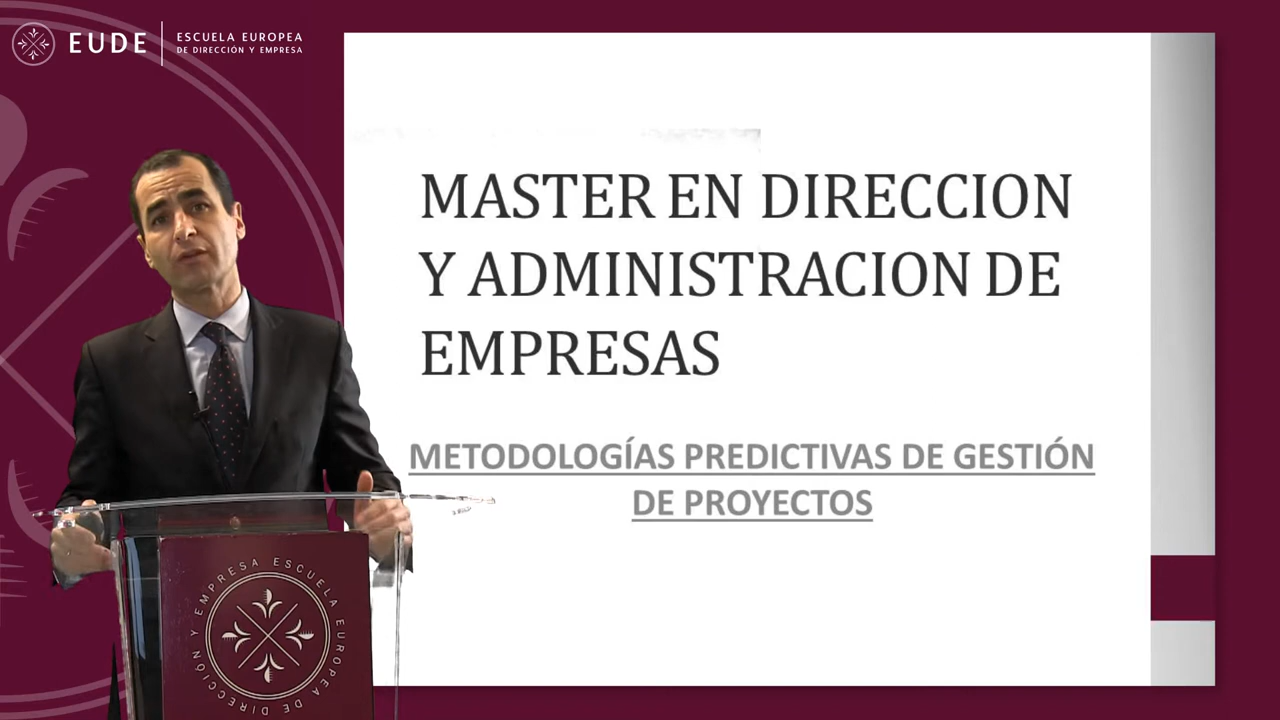 EUDE
ESCUELA EUROPEA
DE DIRECCIÓN Y EMPRESA
MASTER EN DIRECCION
Y ADMINISTRACION DE
EMPRESAS
METODOLOGÍAS PREDICTIVAS DE GESTIÓN
DE PROYECTOS
ESCUELA EUROPEA DE DIRECCIÓN Y EMPRESA